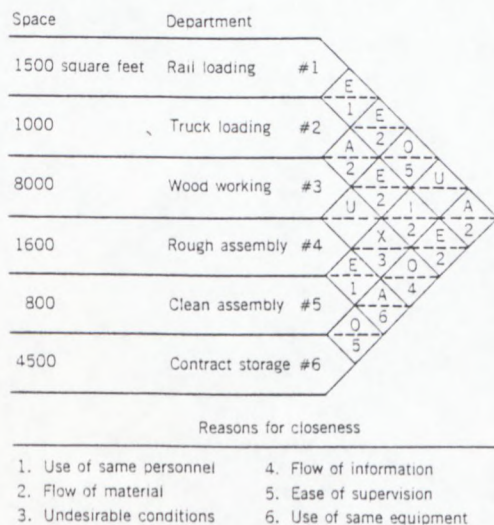 Space Department
1500 square feet Rail loading #1
E
1
E
1000 Truck loading #2
2
A O
2 5
E U
8000 Wood working #3
2
U I A
2 2
X E
1600 Rough assembly #4
3 2
E O
1 4
A
800 Clean assembly #5
6
O
5
4500 Contract storage #6
Reasons for closeness
1. Use of same personnel 4. Flow of information
2. Flow of material 5. Ease of supervision
3. Undesirable conditions 6. Use of same equipment